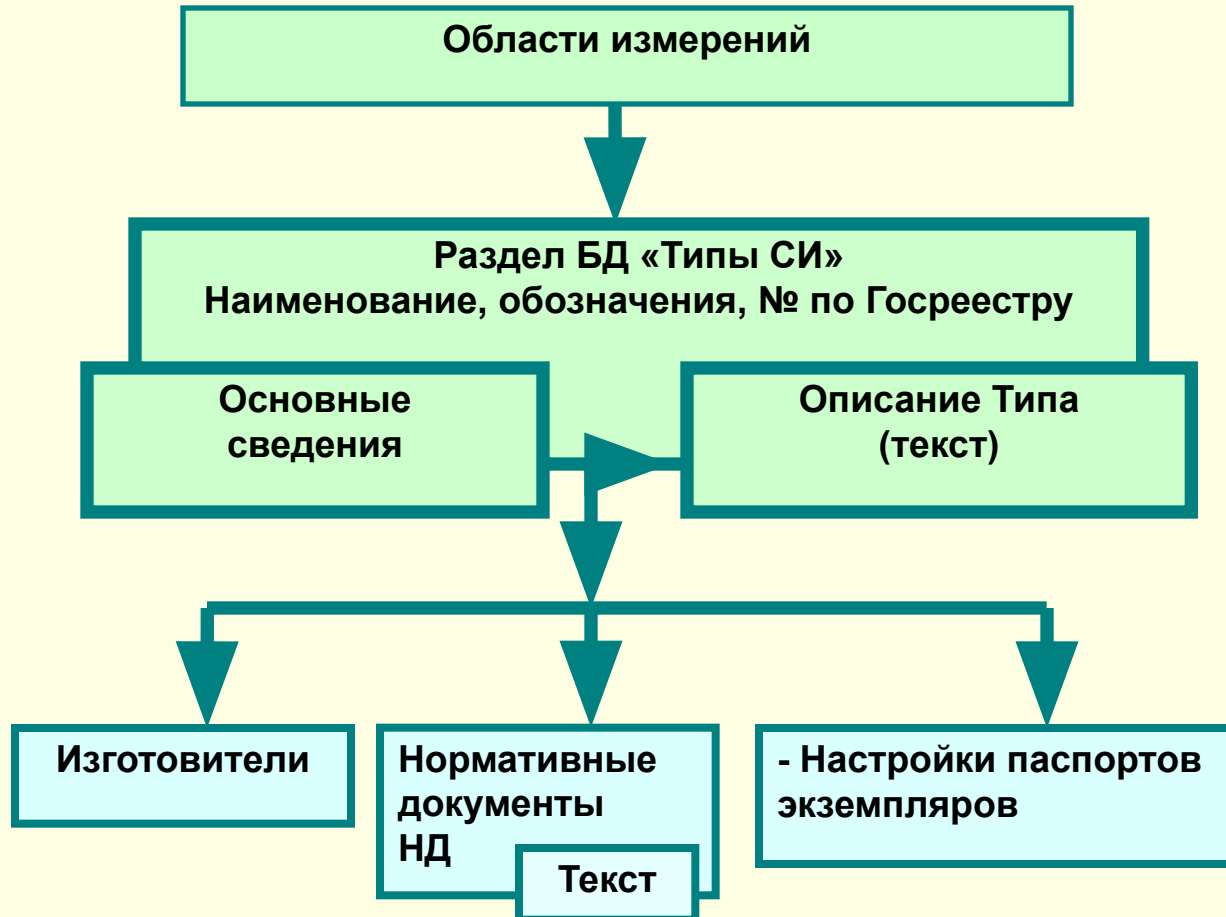 Области измерений
Раздел БД «Типы СИ»
Наименование, обозначения, № по Госреестру
Основные
сведения
Описание Типа
(текст)
Изготовители
Нормативные
документы
НД
Текст
- Настройки паспортов
экземпляров